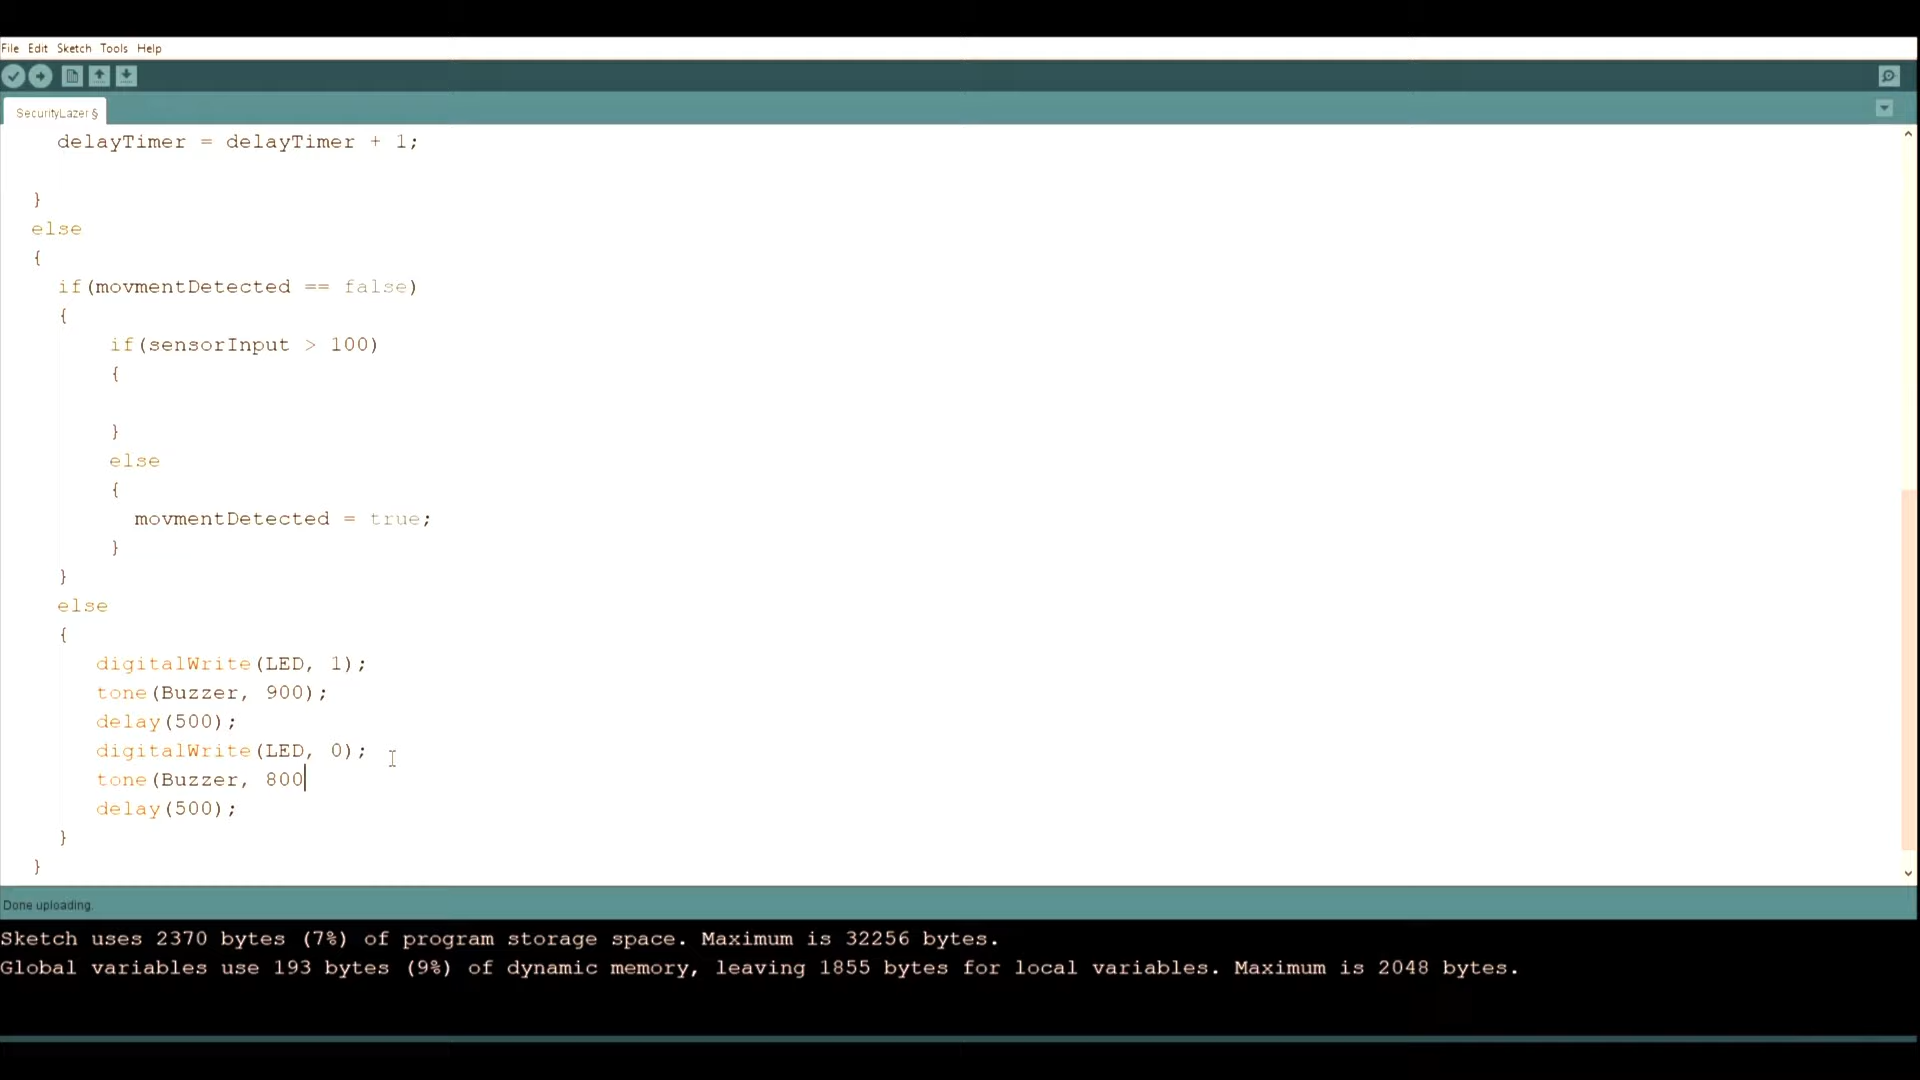 File Edit Sketch Tools Help
SecurityLazer §
delayTimer = delayTimer + 1;
}
else
{
if(movmentDetected == false)
{
if(sensorInput > 100)
{
}
else
{
movmentDetected = true;
}
}
else
{
digitalWrite(LED, 1);
tone(Buzzer, 900);
delay(500);
digitalWrite(LED, 0);
tone(Buzzer, 800
delay(500);
}
}
Done uploading.
Sketch uses 2370 bytes (7%) of program storage space. Maximum is 32256 bytes.
Global variables use 193 bytes (9%) of dynamic memory, leaving 1855 bytes for local variables. Maximum is 2048 bytes.